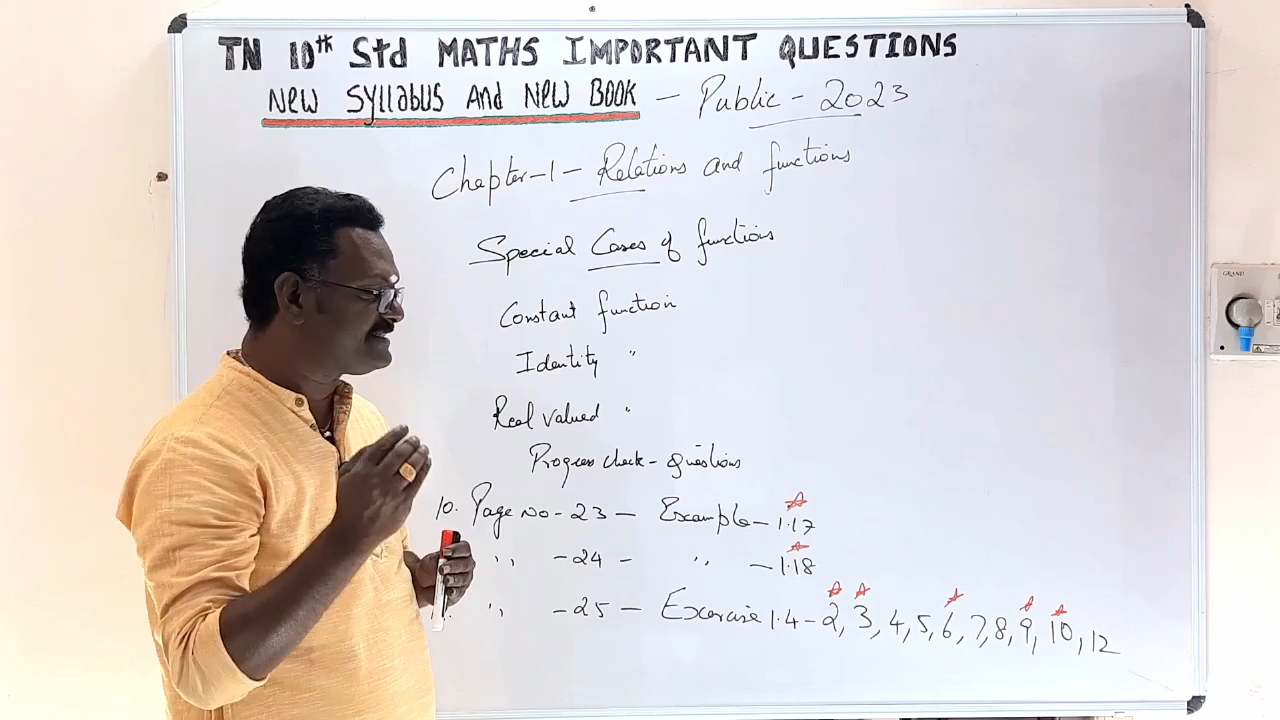 TN 10th Std MATHS IMPORTANT QUESTIONS
New Syllabus And New BOOK - Public - 2023
Chapter-1 - Relations and functions
Special Cases of functions
Constant function
Identity "
Real valued "
Progress check - Questions
10. Page No - 23 - Example - 1.17
,, - 24 - ,, - 1.18
,, - 25 - Exercise 1.4 - 2, 3, 4, 5, 6, 7, 8, 9, 10, 12
GRAND